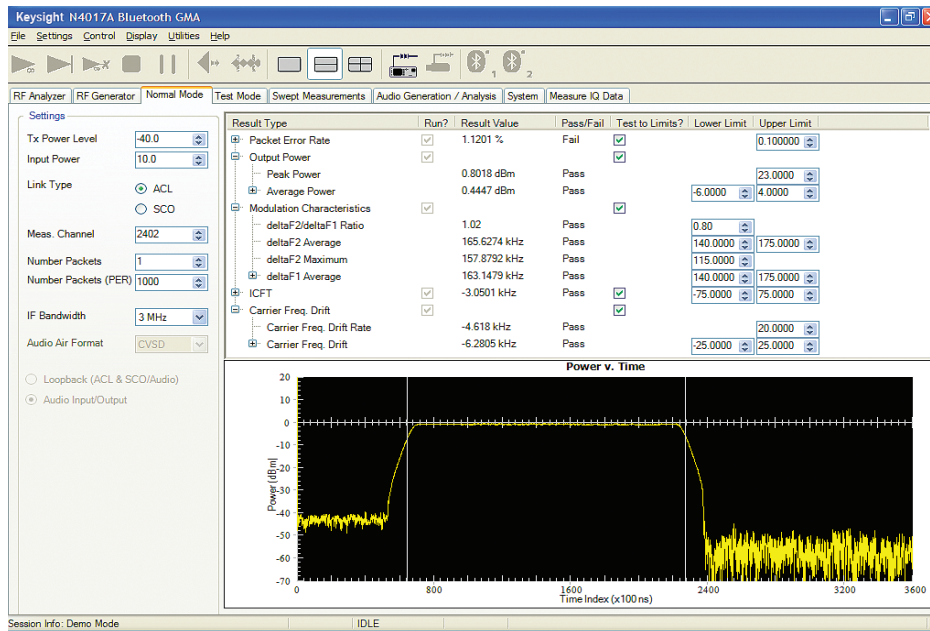 Keysight N4017A Bluetooth GMA
File Settings Control Display Utilities Help
1 2
RF Analyzer RF Generator Normal Mode Test Mode Swept Measurements Audio Generation / Analysis System Measure IQ Data
Settings
Tx Power Level -40.0
Input Power 10.0
Link Type ACL
SCO
Meas. Channel 2402
Number Packets 1
Number Packets (PER) 1000
IF Bandwidth 3 MHz
Audio Air Format CVSD
Loopback (ACL & SCO/Audio)
Audio Input/Output
Result Type Run? Result Value Pass/Fail Test to Limits? Lower Limit Upper Limit
Packet Error Rate 1.1201 % Fail 0.100000
Output Power
Peak Power 0.8018 dBm Pass 23.0000
Average Power 0.4447 dBm Pass -6.0000 4.0000
Modulation Characteristics
deltaF2/deltaF1 Ratio 1.02 Pass 0.80
deltaF2 Average 165.6274 kHz Pass 140.0000 175.0000
deltaF2 Maximum 157.8792 kHz Pass 115.0000
deltaF1 Average 163.1479 kHz Pass 140.0000 175.0000
ICFT -3.0501 kHz Pass -75.0000 75.0000
Carrier Freq. Drift
Carrier Freq. Drift Rate -4.618 kHz Pass 20.0000
Carrier Freq. Drift -6.2805 kHz Pass -25.0000 25.0000
Power v. Time
20
10
0
-10
-20
-30
-40
-50
-60
-70
Power [dBm]
0 800 1600 2400 3200 3600
Time Index (x100ns)
Session Info: Demo Mode IDLE